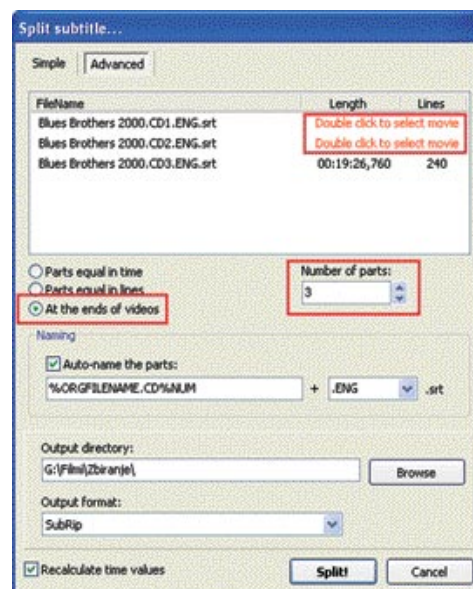 Split subtitle...
Simple Advanced
FileName Length Lines
Blues Brothers 2000.CD1.ENG.srt Double click to select movie
Blues Brothers 2000.CD2.ENG.srt Double click to select movie
Blues Brothers 2000.CD3.ENG.srt 00:19:26,760 240
Parts equal in time Number of parts:
Parts equal in lines 3
At the ends of videos
Naming
Auto-name the parts:
%ORGFILENAME.CD%NUM + .ENG .srt
Output directory:
G:\Filmi\Zbiranje\ Browse
Output format:
SubRip
Recalculate time values Split! Cancel